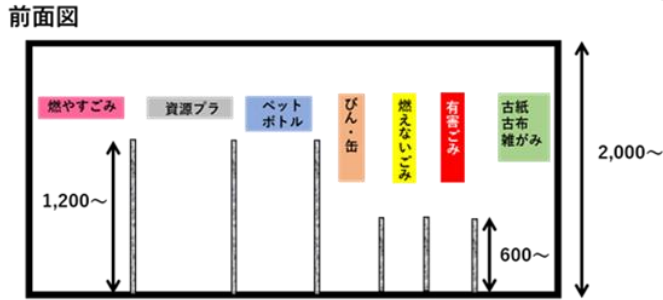 前面図
燃やすごみ
資源プラ
ペット
ボトル
びん・缶
燃えないごみ
有害ごみ
古紙
古布
雑がみ
2,000~
1,200~
600~